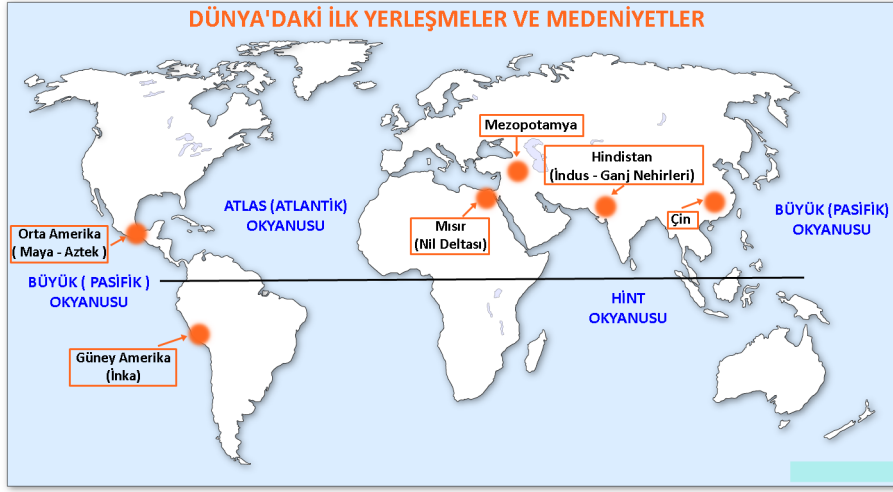 DÜNYA'DAKİ İLK YERLEŞMELER VE MEDENİYETLER
Mezopotamya
Hindistan
(İndus - Ganj Nehirleri)
ATLAS (ATLANTİK)
OKYANUSU
Mısır
(Nil Deltası)
Çin
BÜYÜK (PASİFİK)
OKYANUSU
Orta Amerika
( Maya - Aztek )
BÜYÜK ( PASİFİK )
OKYANUSU
HİNT
OKYANUSU
Güney Amerika
(İnka)